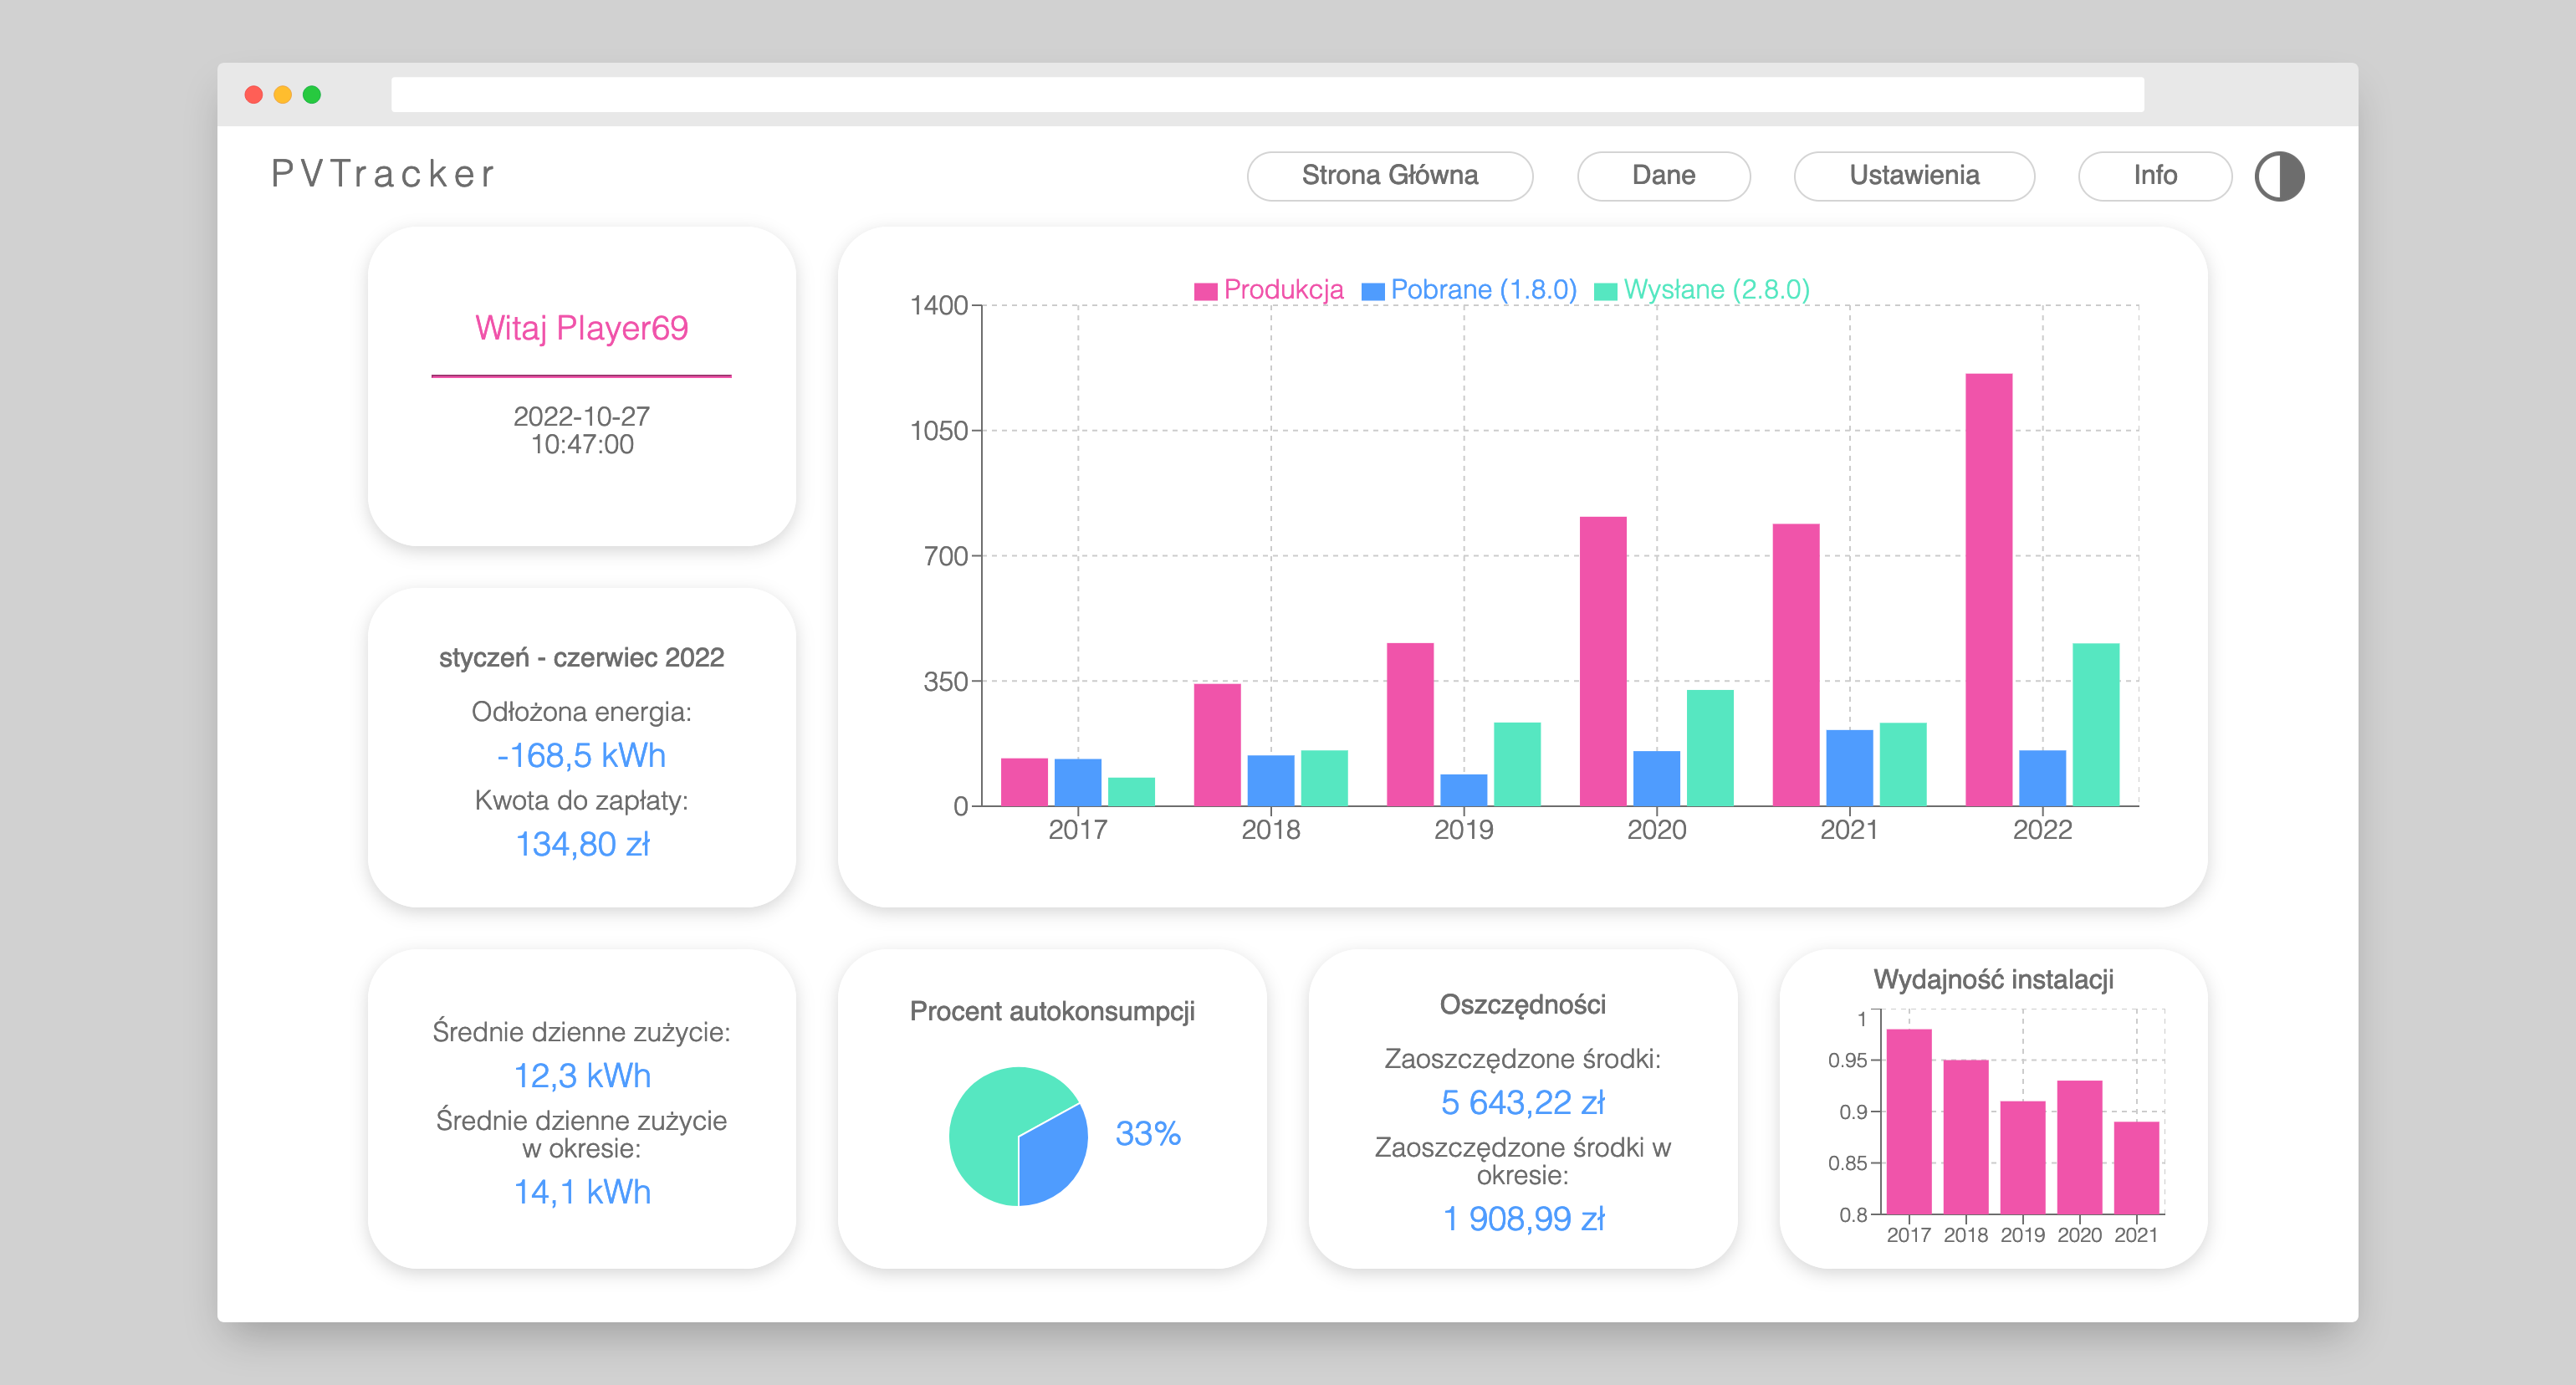 PVTracker
Strona Główna
Dane
Ustawienia
Info
Witaj Player69
2022-10-27
10:47:00
styczeń - czerwiec 2022
Odłożona energia:
-168,5 kWh
Kwota do zapłaty:
134,80 zł
Produkcja
Pobrane (1.8.0)
Wysłane (2.8.0)
1400
1050
700
350
0
2017
2018
2019
2020
2021
2022
Średnie dzienne zużycie:
12,3 kWh
Średnie dzienne zużycie
w okresie:
14,1 kWh
Procent autokonsumpcji
33%
Oszczędności
Zaoszczędzone środki:
5 643,22 zł
Zaoszczędzone środki w
okresie:
1 908,99 zł
Wydajność instalacji
1
0.95
0.9
0.85
0.8
2017
2018
2019
2020
2021